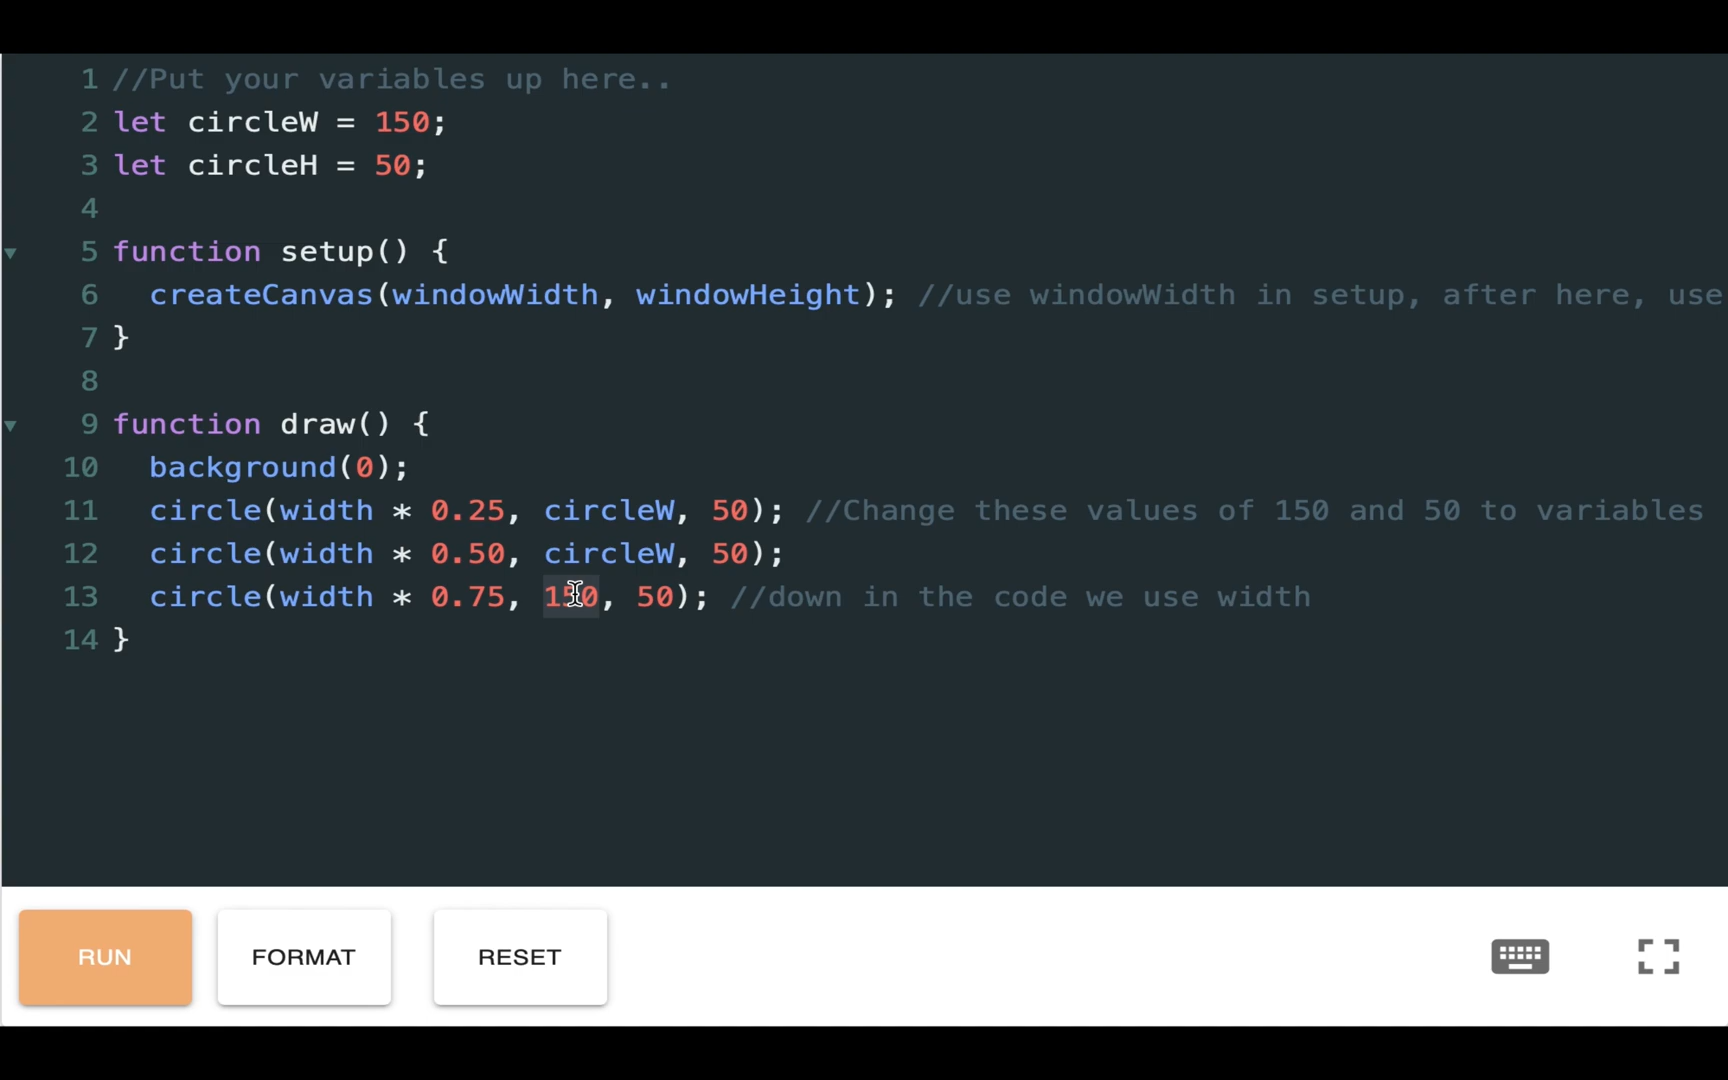 1 //Put your variables up here..
2 let circleW = 150;
3 let circleH = 50;
4
5 function setup() {
6 createCanvas(windowWidth, windowHeight); //use windowWidth in setup, after here, use
7 }
8
9 function draw() {
10 background(0);
11 circle(width * 0.25, circleW, 50); //Change these values of 150 and 50 to variables
12 circle(width * 0.50, circleW, 50);
13 circle(width * 0.75, 150, 50); //down in the code we use width
14 }
RUN FORMAT RESET